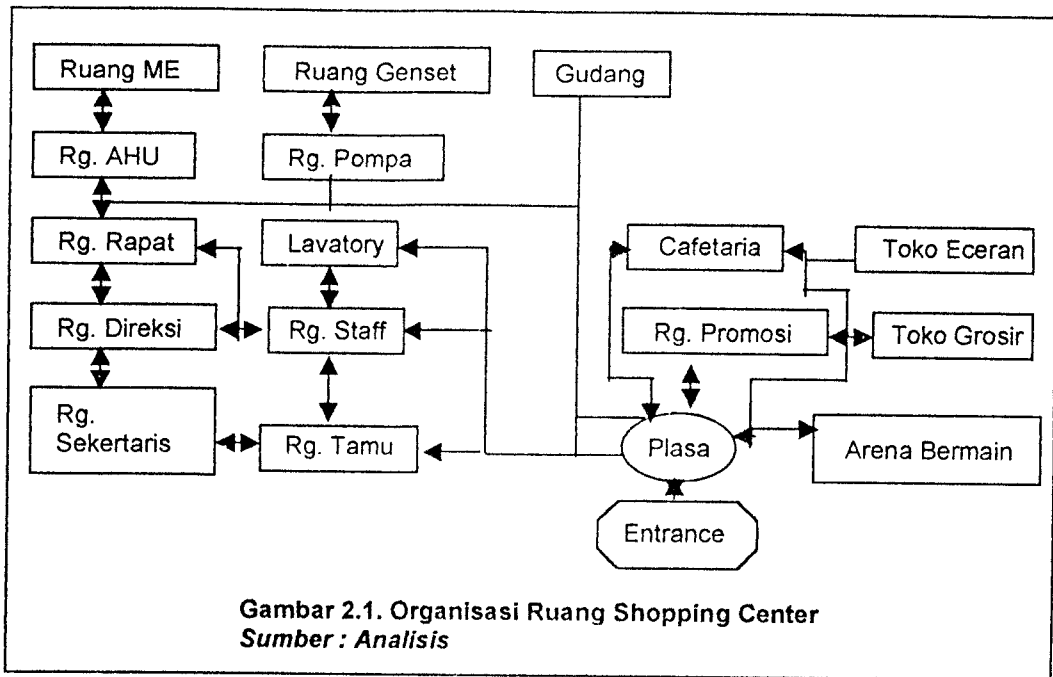 Ruang ME
Ruang Genset
Gudang
Rg. AHU
Rg. Pompa
Rg. Rapat
Lavatory
Cafetaria
Toko Eceran
Rg. Direksi
Rg. Staff
Rg. Promosi
Toko Grosir
Rg.
Sekertaris
Rg. Tamu
Plasa
Arena Bermain
Entrance
Gambar 2.1. Organisasi Ruang Shopping Center
Sumber : Analisis